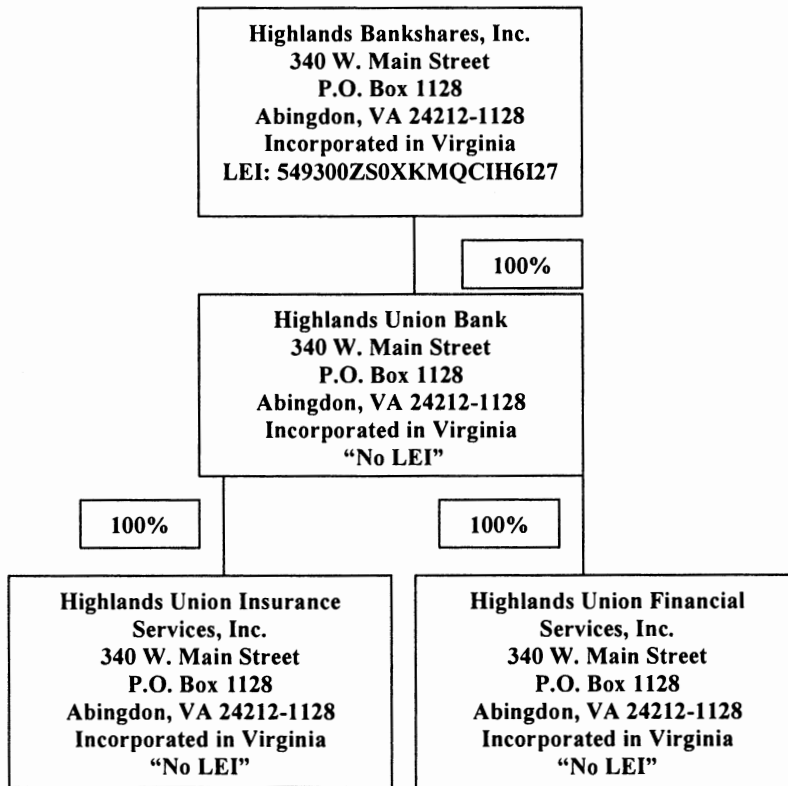 Highlands Bankshares, Inc.
340 W. Main Street
P.O. Box 1128
Abingdon, VA 24212-1128
Incorporated in Virginia
LEI: 549300ZS0XKMQCIH6I27
100%
Highlands Union Bank
340 W. Main Street
P.O. Box 1128
Abingdon, VA 24212-1128
Incorporated in Virginia
“No LEI”
100%
100%
Highlands Union Insurance
Services, Inc.
340 W. Main Street
P.O. Box 1128
Abingdon, VA 24212-1128
Incorporated in Virginia
“No LEI”
Highlands Union Financial
Services, Inc.
340 W. Main Street
P.O. Box 1128
Abingdon, VA 24212-1128
Incorporated in Virginia
“No LEI”